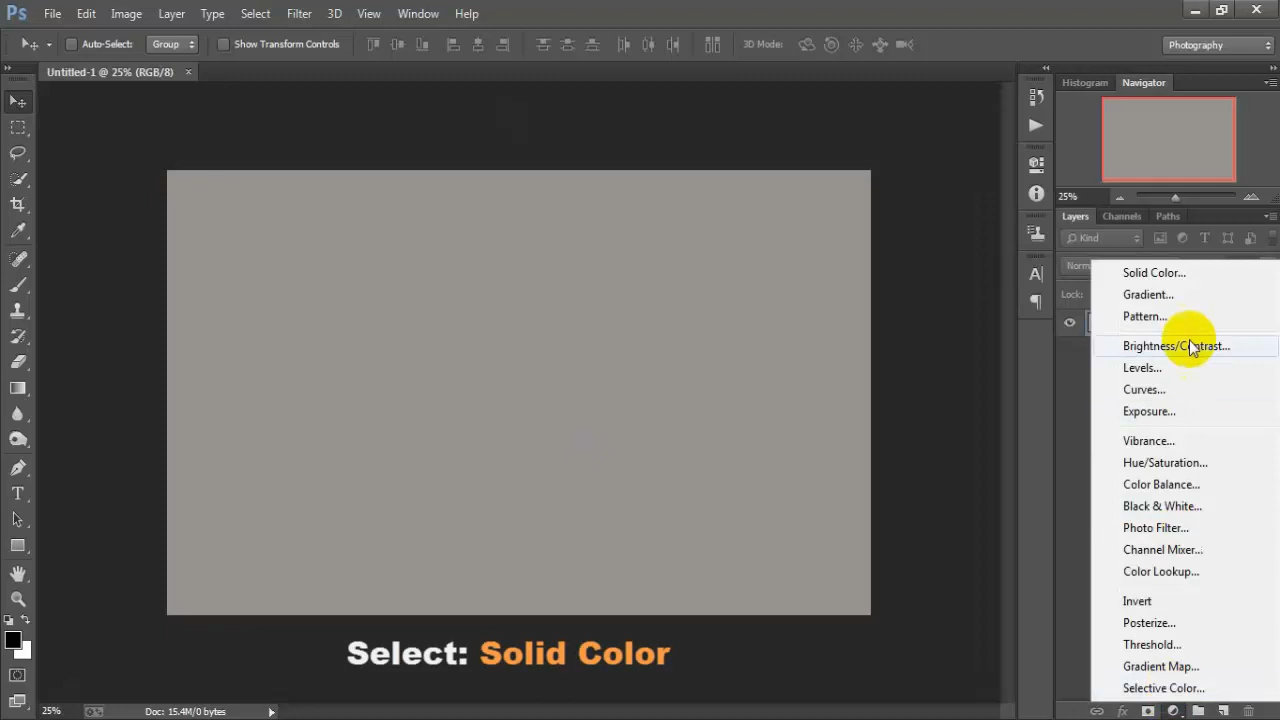 Ps File Edit Image Layer Type Select Filter 3D View Window Help
Auto-Select: Group Show Transform Controls 3D Mode: Photography
Untitled-1 @ 25% (RGB/8) ×
Histogram Navigator
25%
Layers Channels Paths
Kind
Norm
Lock:
Solid Color...
Gradient...
Pattern...
Brightness/Contrast...
Levels...
Curves...
Exposure...
Vibrance...
Hue/Saturation...
Color Balance...
Black & White...
Photo Filter...
Channel Mixer...
Color Lookup...
Invert
Posterize...
Threshold...
Gradient Map...
Selective Color...
Select: Solid Color
25% Doc: 15.4M/0 bytes